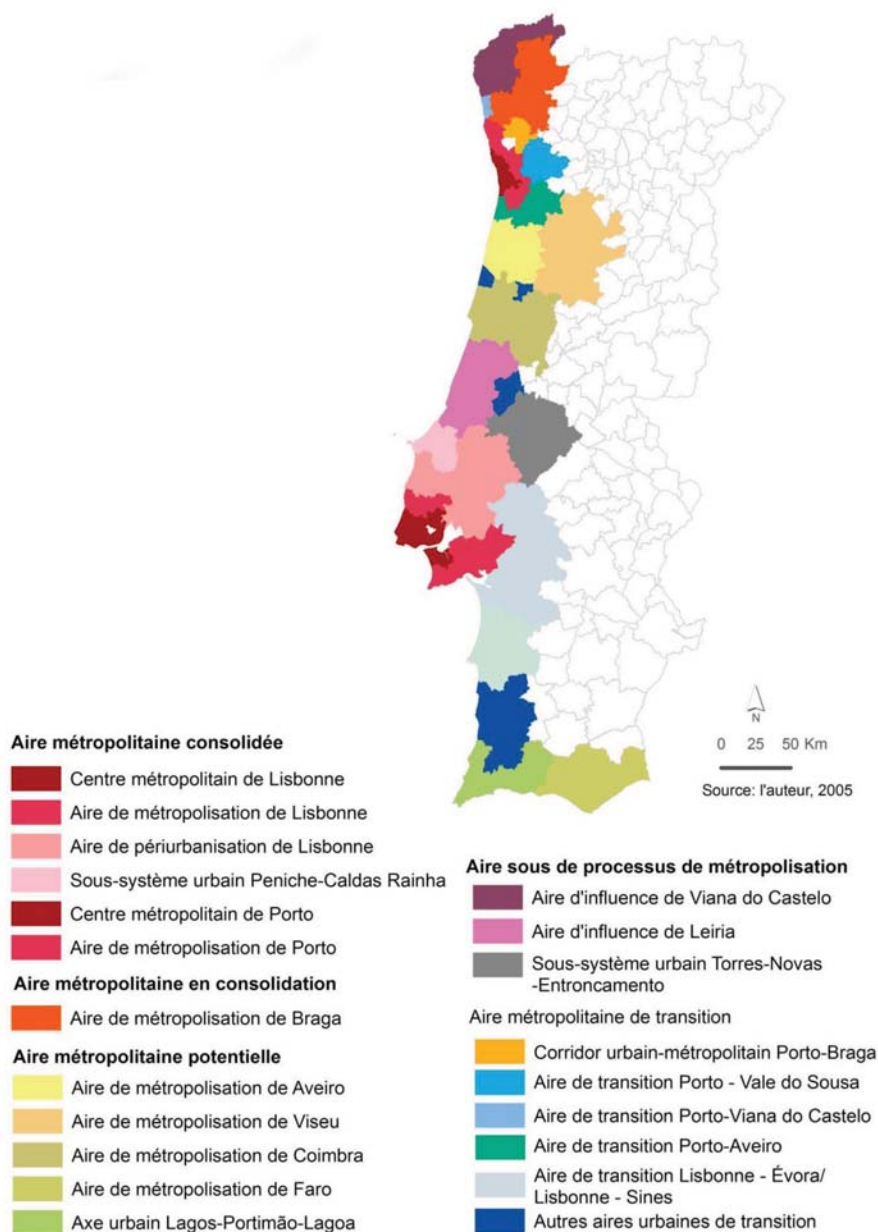 N
0 25 50 Km
Source: l'auteur, 2005
Aire métropolitaine consolidée
Centre métropolitain de Lisbonne
Aire de métropolisation de Lisbonne
Aire de périurbanisation de Lisbonne
Sous-système urbain Peniche-Caldas Rainha
Centre métropolitain de Porto
Aire de métropolisation de Porto
Aire métropolitaine en consolidation
Aire de métropolisation de Braga
Aire métropolitaine potentielle
Aire de métropolisation de Aveiro
Aire de métropolisation de Viseu
Aire de métropolisation de Coimbra
Aire de métropolisation de Faro
Axe urbain Lagos-Portimão-Lagoa
Aire sous de processus de métropolisation
Aire d'influence de Viana do Castelo
Aire d'influence de Leiria
Sous-système urbain Torres-Novas
-Entroncamento
Aire métropolitaine de transition
Corridor urbain-métropolitain Porto-Braga
Aire de transition Porto - Vale do Sousa
Aire de transition Porto-Viana do Castelo
Aire de transition Porto-Aveiro
Aire de transition Lisbonne - Évora/
Lisbonne - Sines
Autres aires urbaines de transition